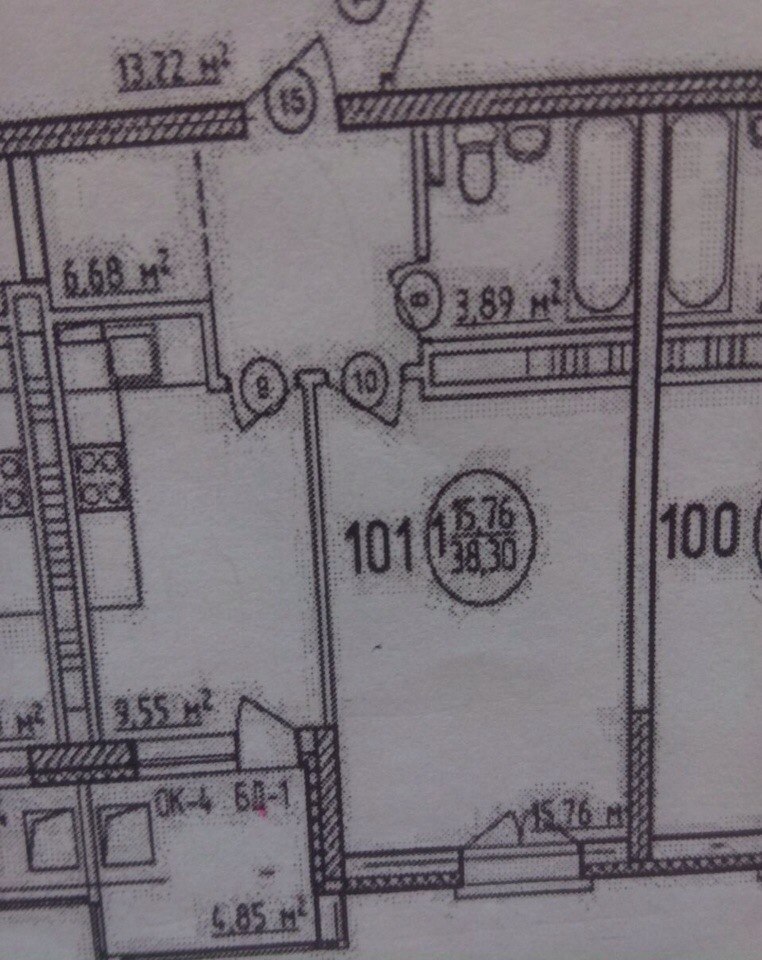 13,22 м²
15
6.68 м²
8
3,89 м²
9
10
101
1
15,76
38,30
100
м²
9,55 м²
ОК-4 БД-1
15.76 м
4,85 м²